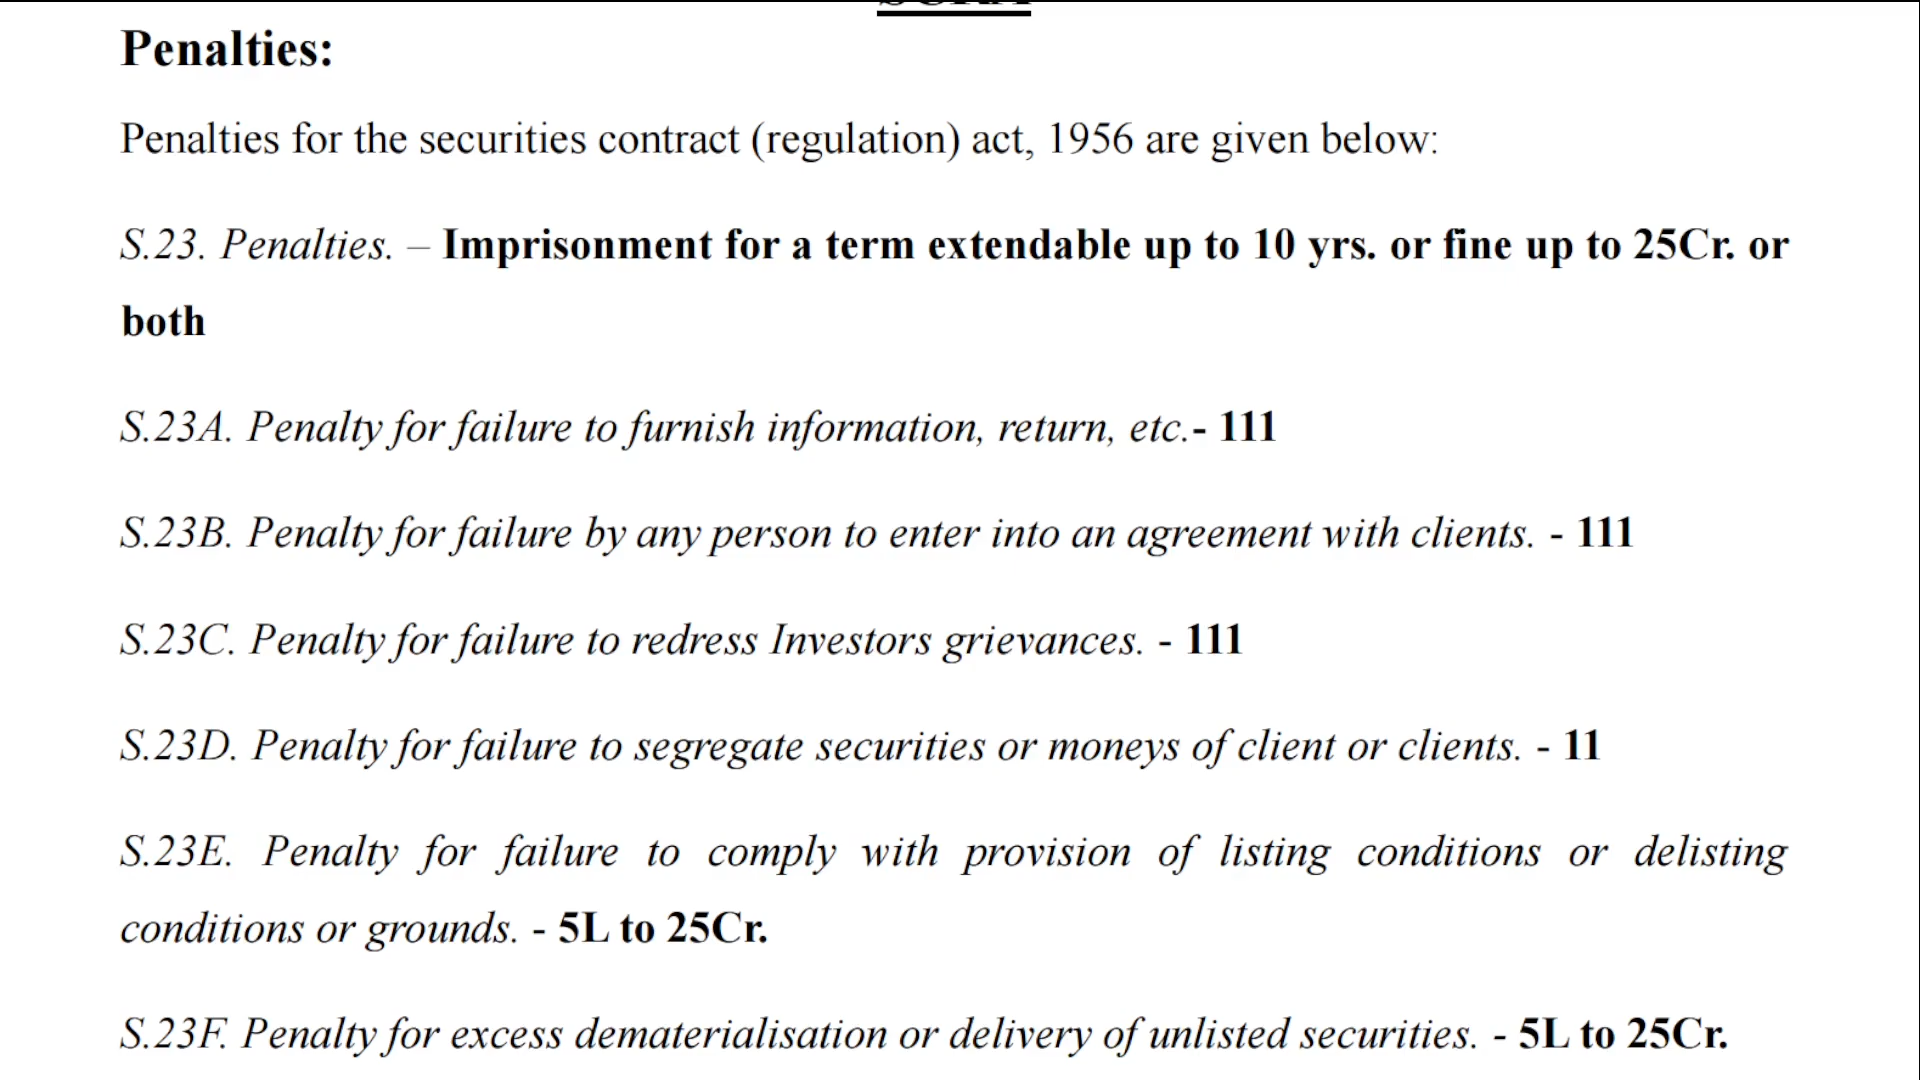 Penalties:
Penalties for the securities contract (regulation) act, 1956 are given below:
S.23. Penalties. – Imprisonment for a term extendable up to 10 yrs. or fine up to 25Cr. or
both
S.23A. Penalty for failure to furnish information, return, etc.- 111
S.23B. Penalty for failure by any person to enter into an agreement with clients. - 111
S.23C. Penalty for failure to redress Investors grievances. - 111
S.23D. Penalty for failure to segregate securities or moneys of client or clients. - 11
S.23E. Penalty for failure to comply with provision of listing conditions or delisting
conditions or grounds. - 5L to 25Cr.
S.23F. Penalty for excess dematerialisation or delivery of unlisted securities. - 5L to 25Cr.